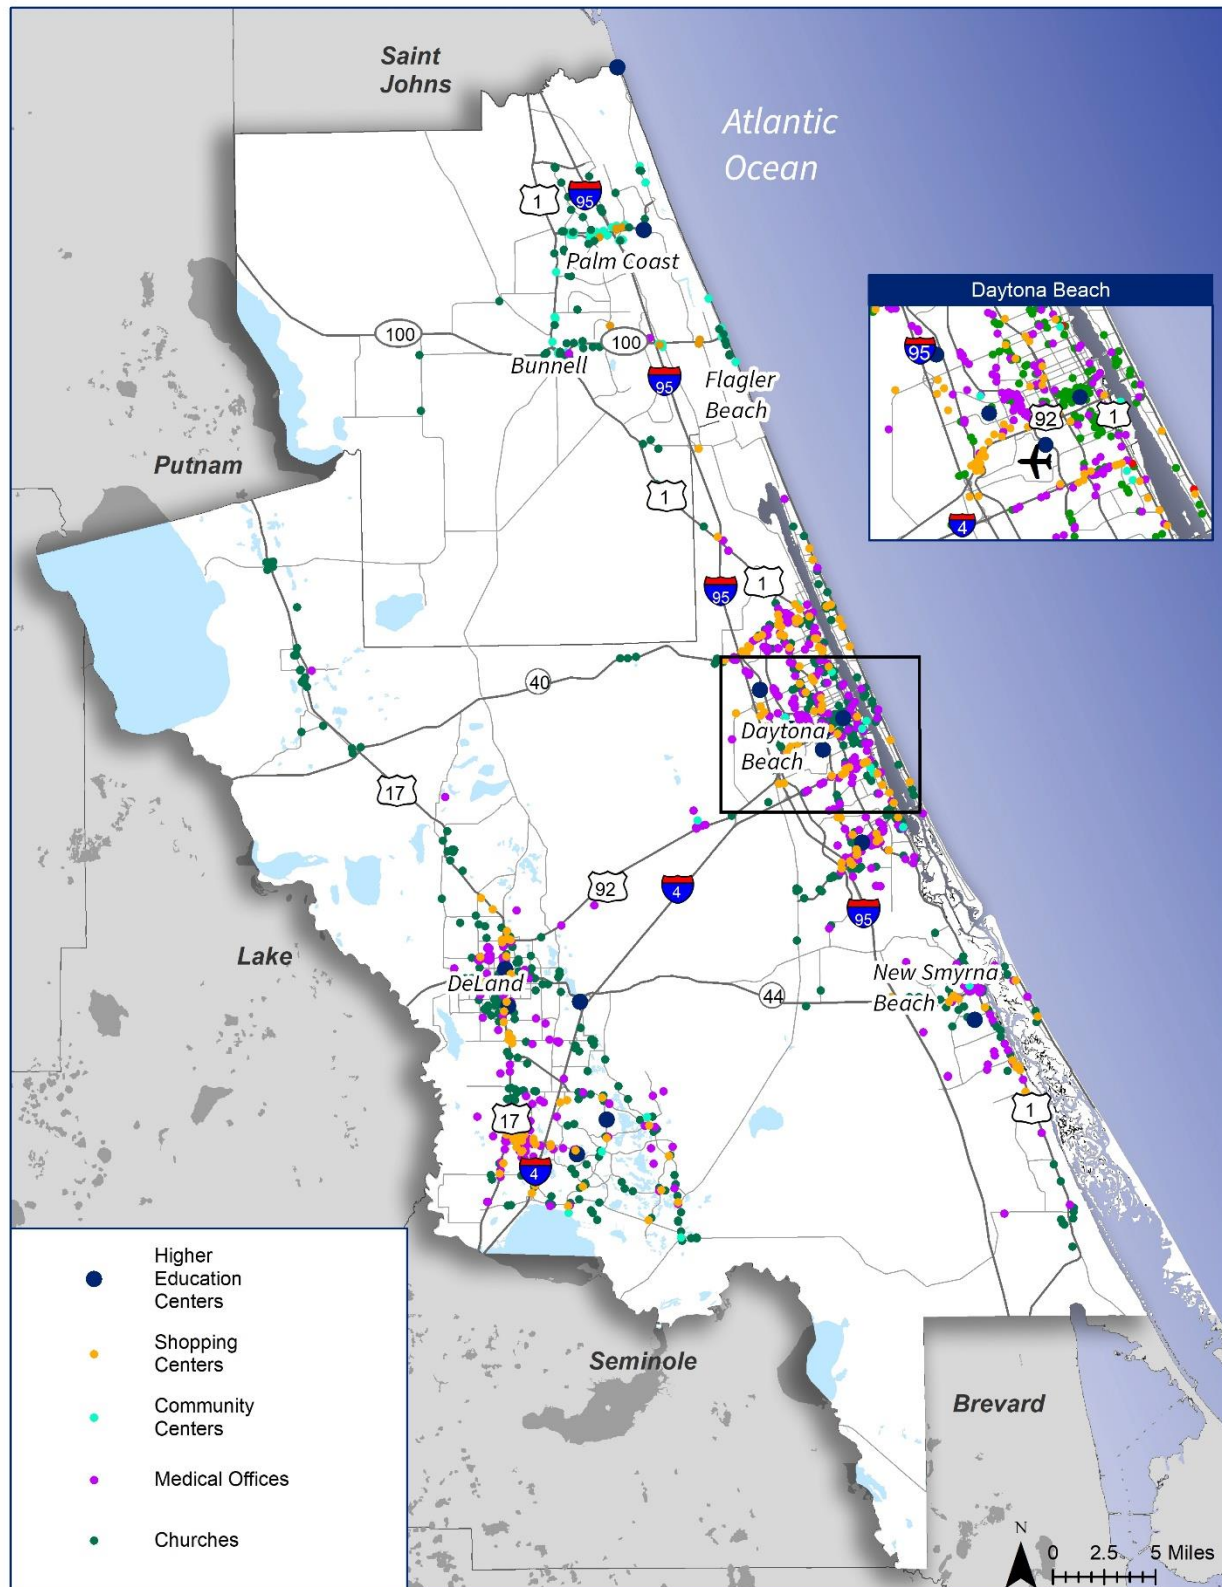 Saint
Johns
Atlantic
Ocean
1
95
Palm Coast
Daytona Beach
100
100
95
92
1
4
Bunnell
95
Flagler
Beach
Putnam
1
95
1
40
Daytona
Beach
17
92
4
95
Lake
DeLand
44
New Smyrna
Beach
17
1
4
Higher
Education
Centers
Shopping
Centers
Community
Centers
Medical Offices
Churches
Seminole
Brevard
N
0 2.5 5 Miles